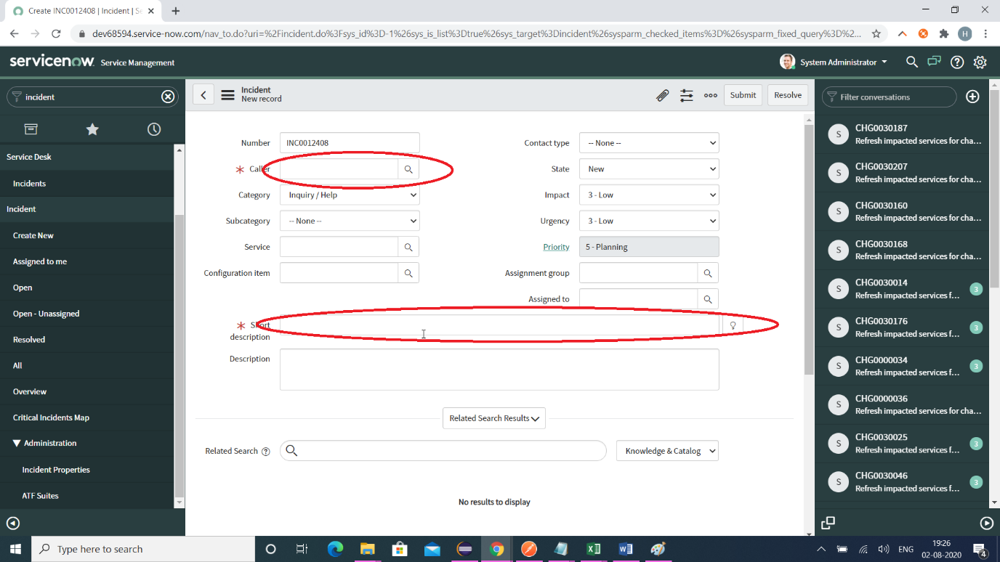 Create INC0012408 | Incident | Se
dev68594.service-now.com/nav_to.do?uri=%2Fincident.do%3Fsys_id%3D-1%26sys_is_list%3Dtrue%26sys_target%3Dincident%26sysparm_checked_items%3D%26sysparm_fixed_query%3D%2...
H
servicenow Service Management
System Administrator
incident
Service Desk
Incidents
Incident
Create New
Assigned to me
Open
Open - Unassigned
Resolved
All
Overview
Critical Incidents Map
Administration
Incident Properties
ATF Suites
Incident
New record
Submit
Resolve
Number
INC0012408
Caller
Category
Inquiry / Help
Subcategory
-- None --
Service
Configuration item
Contact type
-- None --
State
New
Impact
3 - Low
Urgency
3 - Low
Priority
5 - Planning
Assignment group
Assigned to
Short
description
Description
Related Search Results
Related Search
Knowledge & Catalog
No results to display
Filter conversations
S
CHG0030187
Refresh impacted services for cha...
S
CHG0030207
Refresh impacted services for cha...
S
CHG0030160
Refresh impacted services for cha...
S
CHG0030168
Refresh impacted services for cha...
S
CHG0030014
Refresh impacted services f...
3
S
CHG0030176
Refresh impacted services f...
3
S
CHG0000034
Refresh impacted services f...
3
S
CHG0000036
Refresh impacted services for cha...
S
CHG0030025
Refresh impacted services f...
3
S
CHG0030046
Refresh impacted services f...
3
Type here to search
ENG
19:26
02-08-2020
4